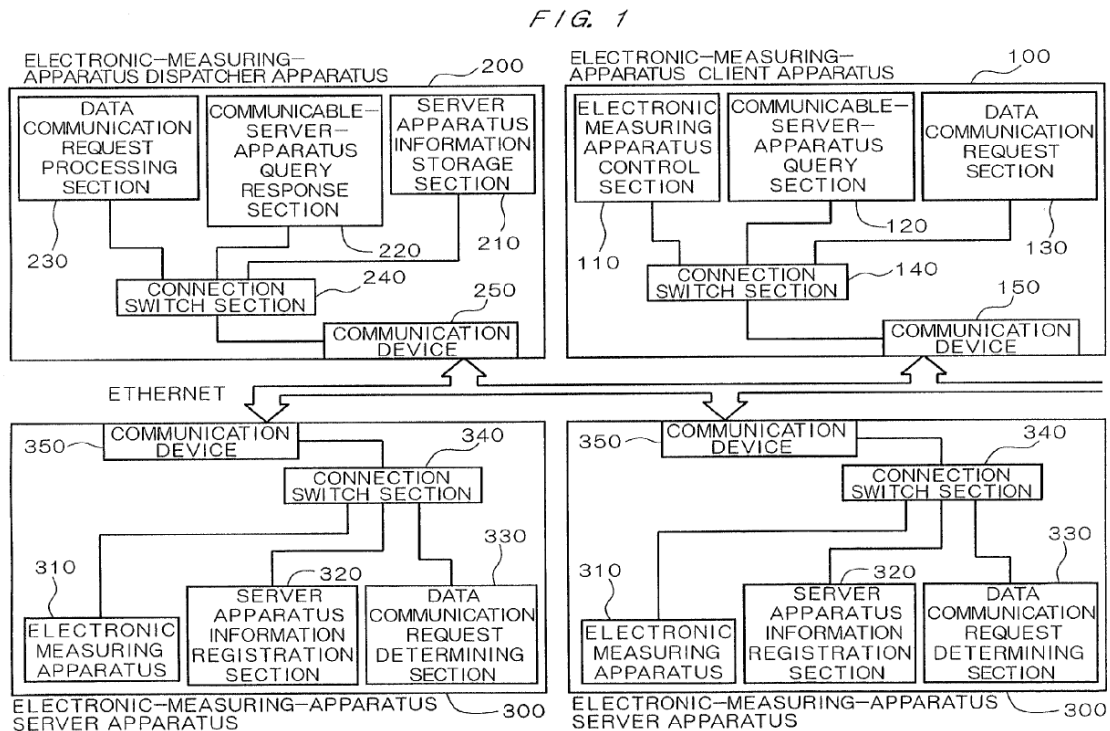 FIG. 1
ELECTRONIC-MEASURING-
APPARATUS DISPATCHER APPARATUS
200
DATA
COMMUNICATION
REQUEST
PROCESSING
SECTION
COMMUNICABLE-
SERVER-
APPARATUS
QUERY
RESPONSE
SECTION
SERVER
APPARATUS
INFORMATION
STORAGE
SECTION
230
220
210
CONNECTION
SWITCH SECTION
240
250
COMMUNICATION
DEVICE
ELECTRONIC-MEASURING-
APPARATUS CLIENT APPARATUS
100
ELECTRONIC
MEASURING
APPARATUS
CONTROL
SECTION
COMMUNICABLE-
SERVER-
APPARATUS
QUERY
SECTION
DATA
COMMUNICATION
REQUEST SECTION
110
120
130
CONNECTION
SWITCH SECTION
140
150
COMMUNICATION
DEVICE
ETHERNET
350
COMMUNICATION
DEVICE
340
CONNECTION
SWITCH SECTION
310
320
330
ELECTRONIC
MEASURING
APPARATUS
SERVER
APPARATUS
INFORMATION
REGISTRATION
SECTION
DATA
COMMUNICATION
REQUEST
DETERMINING
SECTION
ELECTRONIC-MEASURING-APPARATUS
SERVER APPARATUS
300
350
COMMUNICATION
DEVICE
340
CONNECTION
SWITCH SECTION
310
320
330
ELECTRONIC
MEASURING
APPARATUS
SERVER
APPARATUS
INFORMATION
REGISTRATION
SECTION
DATA
COMMUNICATION
REQUEST
DETERMINING
SECTION
ELECTRONIC-MEASURING-APPARATUS
SERVER APPARATUS
300